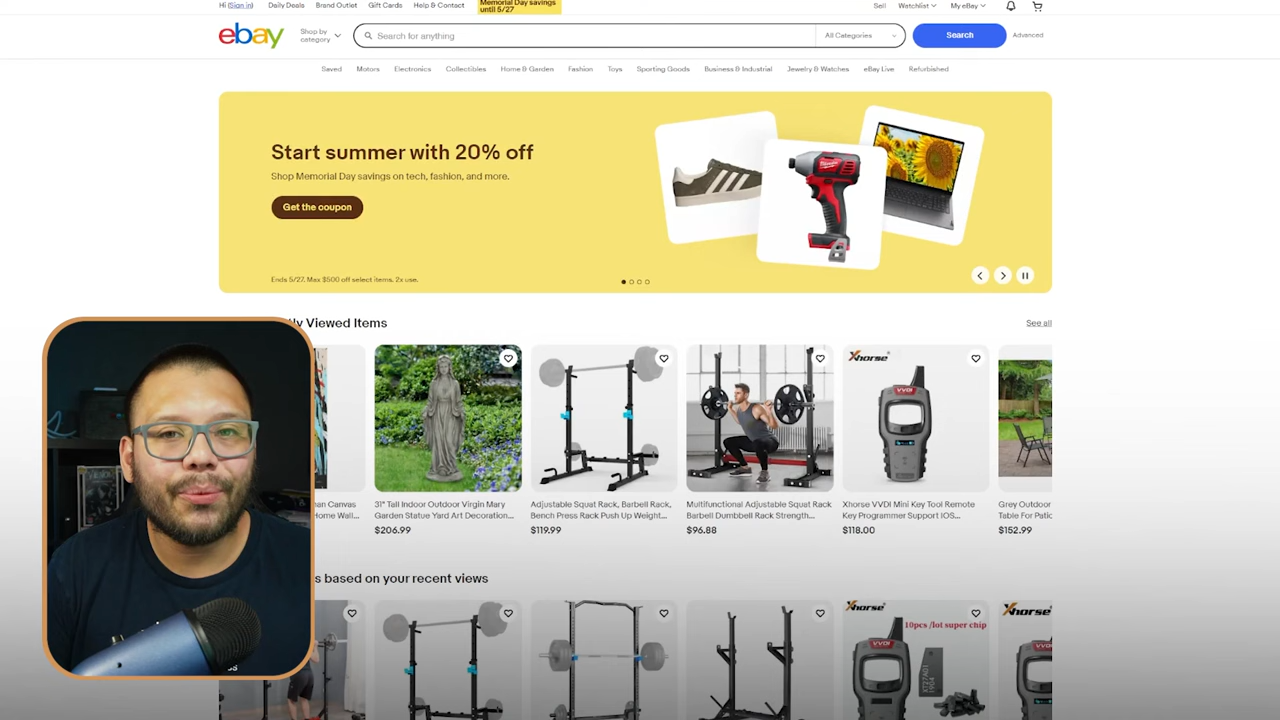 Hi (Sign in) Daily Deals Brand Outlet Gift Cards Help & Contact Memorial Day savings until 5/27 Sell Watchlist My eBay
ebay Shop by category Search for anything All Categories Search Advanced
Saved Motors Electronics Collectibles Home & Garden Fashion Toys Sporting Goods Business & Industrial Jewelry & Watches eBay Live Refurbished
Start summer with 20% off
Shop Memorial Day savings on tech, fashion, and more.
Get the coupon
Ends 5/27. Max $500 off select items. 2x use.
Viewed Items See all
Xhorse
VVDI
Canvas
Home Wall...
31" Tall Indoor Outdoor Virgin Mary
Garden Statue Yard Art Decoration...
$206.99
Adjustable Squat Rack, Barbell Rack,
Bench Press Rack Push Up Weight...
$119.99
Multifunctional Adjustable Squat Rack
Barbell Dumbbell Rack Strength...
$96.88
Xhorse VVDI Mini Key Tool Remote
Key Programmer Support IOS...
$118.00
Grey Outdoor
Table For Patio
$152.99
based on your recent views
Xhorse
10pcs /lot super chip
VVDI
XT27A01
Xhorse